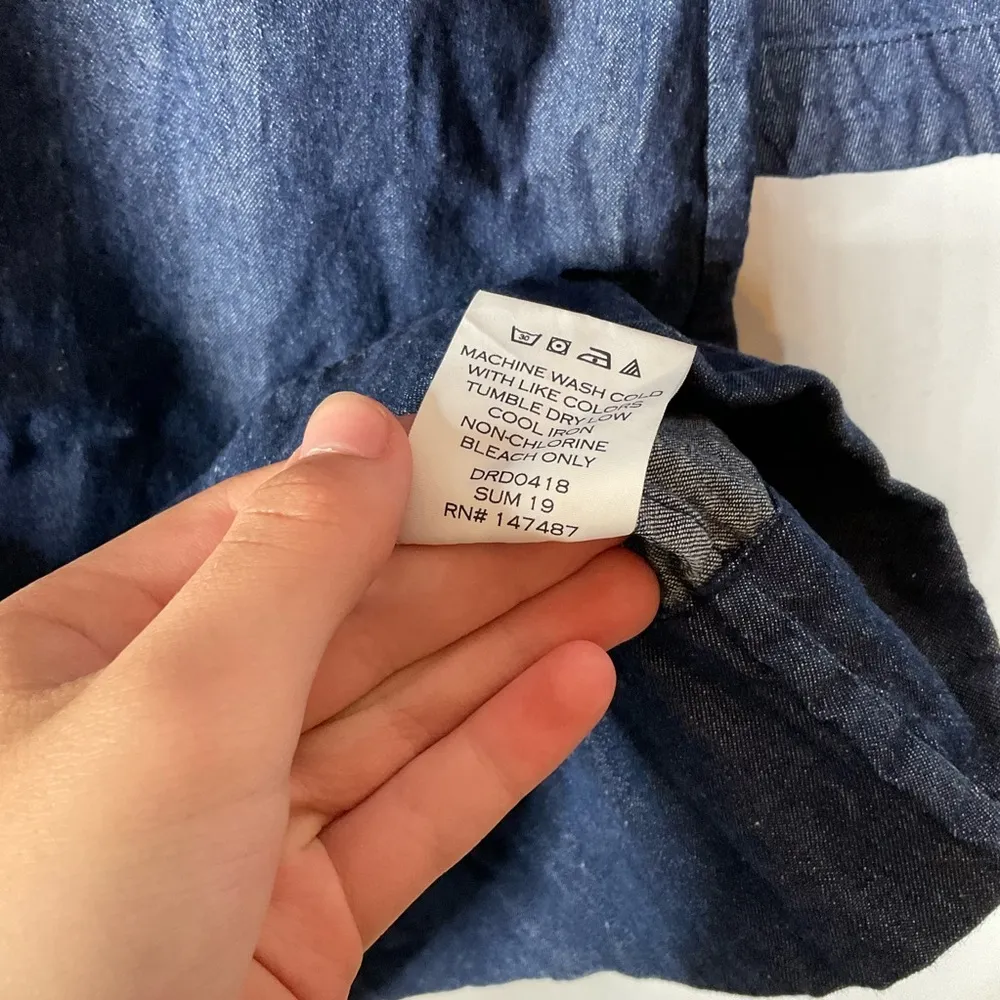 30
MACHINE WASH COLD
WITH LIKE COLORS
TUMBLE DRY LOW
COOL IRON
NON-CHLORINE
BLEACH ONLY
DRD0418
SUM 19
RN# 147487